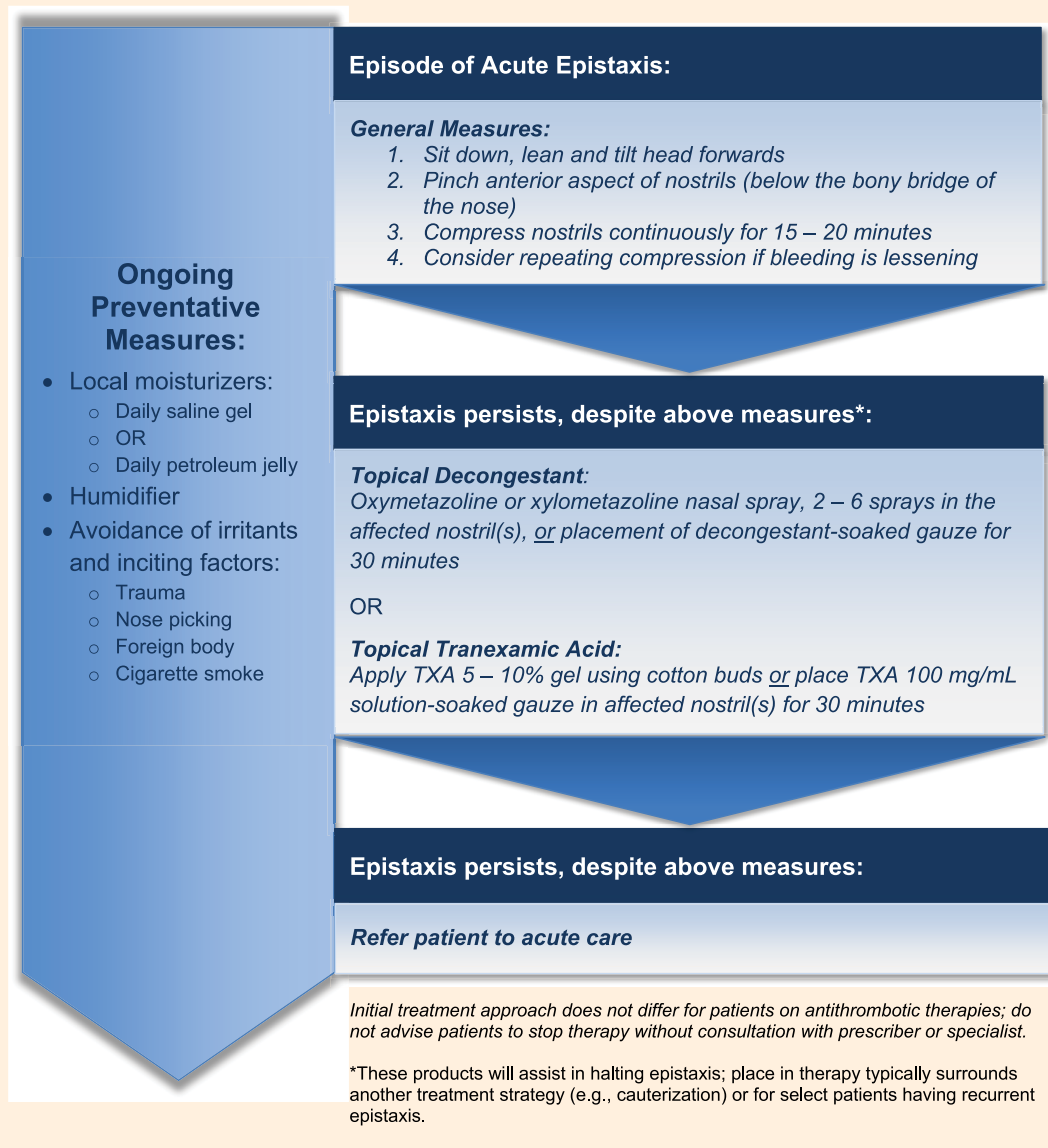 Ongoing
Preventative
Measures:
• Local moisturizers:
o Daily saline gel
o OR
o Daily petroleum jelly
• Humidifier
• Avoidance of irritants
and inciting factors:
o Trauma
o Nose picking
o Foreign body
o Cigarette smoke
Episode of Acute Epistaxis:
General Measures:
1. Sit down, lean and tilt head forwards
2. Pinch anterior aspect of nostrils (below the bony bridge of
the nose)
3. Compress nostrils continuously for 15 – 20 minutes
4. Consider repeating compression if bleeding is lessening
Epistaxis persists, despite above measures*:
Topical Decongestant:
Oxymetazoline or xylometazoline nasal spray, 2 – 6 sprays in the
affected nostril(s), or placement of decongestant-soaked gauze for
30 minutes
OR
Topical Tranexamic Acid:
Apply TXA 5 – 10% gel using cotton buds or place TXA 100 mg/mL
solution-soaked gauze in affected nostril(s) for 30 minutes
Epistaxis persists, despite above measures:
Refer patient to acute care
Initial treatment approach does not differ for patients on antithrombotic therapies; do
not advise patients to stop therapy without consultation with prescriber or specialist.
*These products will assist in halting epistaxis; place in therapy typically surrounds
another treatment strategy (e.g., cauterization) or for select patients having recurrent
epistaxis.